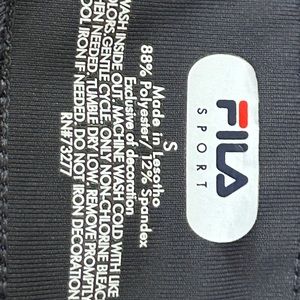 FILA
SPORT
S
Made in Lesotho
88% Polyester/ 12% Spandex
Exclusive of decoration
WASH INSIDE OUT, MACHINE WASH COLD WITH LIKE
COLORS, GENTLE CYCLE, ONLY NON-CHLORINE BLEACH
WHEN NEEDED, TUMBLE DRY LOW, REMOVE PROMPTLY
COOL IRON IF NEEDED, DO NOT IRON DECORATION
RN#73277